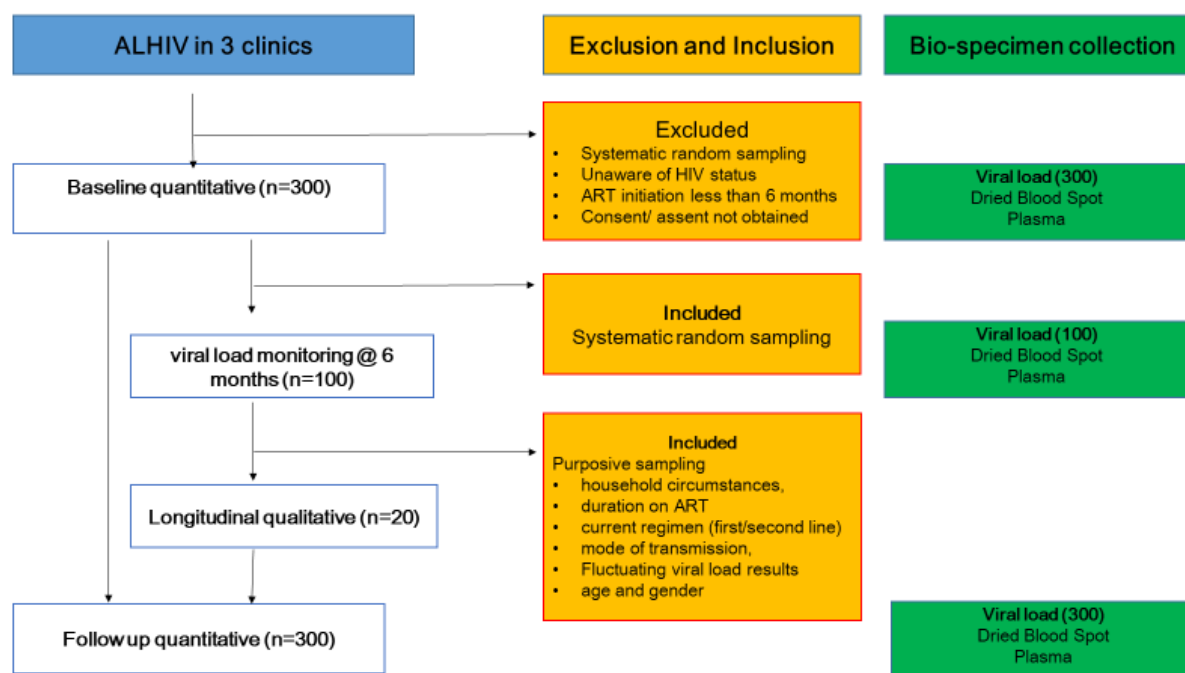 ALHIV in 3 clinics
Exclusion and Inclusion
Bio-specimen collection
Excluded
• Systematic random sampling
• Unaware of HIV status
• ART initiation less than 6 months
• Consent/ assent not obtained
Baseline quantitative (n=300)
Viral load (300)
Dried Blood Spot
Plasma
Included
Systematic random sampling
viral load monitoring @ 6
months (n=100)
Viral load (100)
Dried Blood Spot
Plasma
Included
Purposive sampling
• household circumstances,
• duration on ART
• current regimen (first/second line)
• mode of transmission,
• Fluctuating viral load results
• age and gender
Longitudinal qualitative (n=20)
Follow up quantitative (n=300)
Viral load (300)
Dried Blood Spot
Plasma